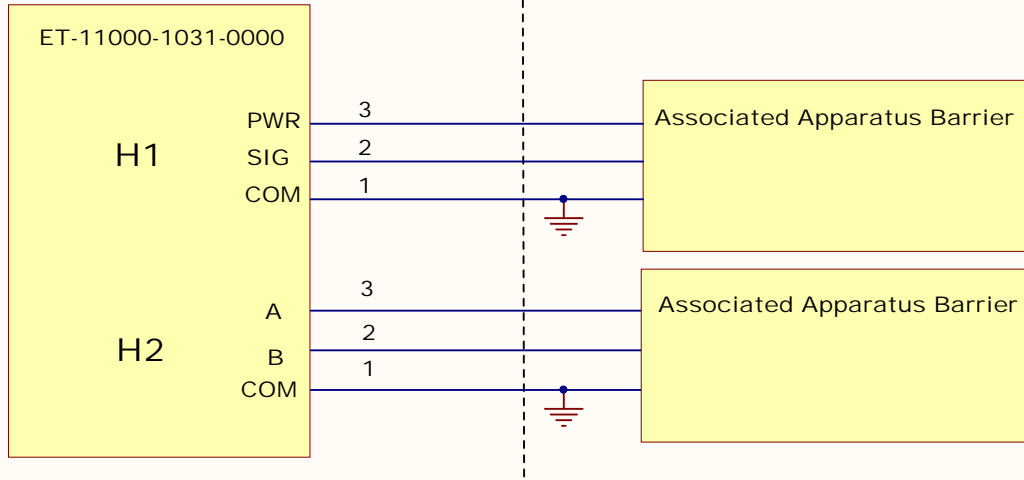 ET-11000-1031-0000
H1
PWR
SIG
COM
3
2
1
Associated Apparatus Barrier
H2
A
B
COM
3
2
1
Associated Apparatus Barrier